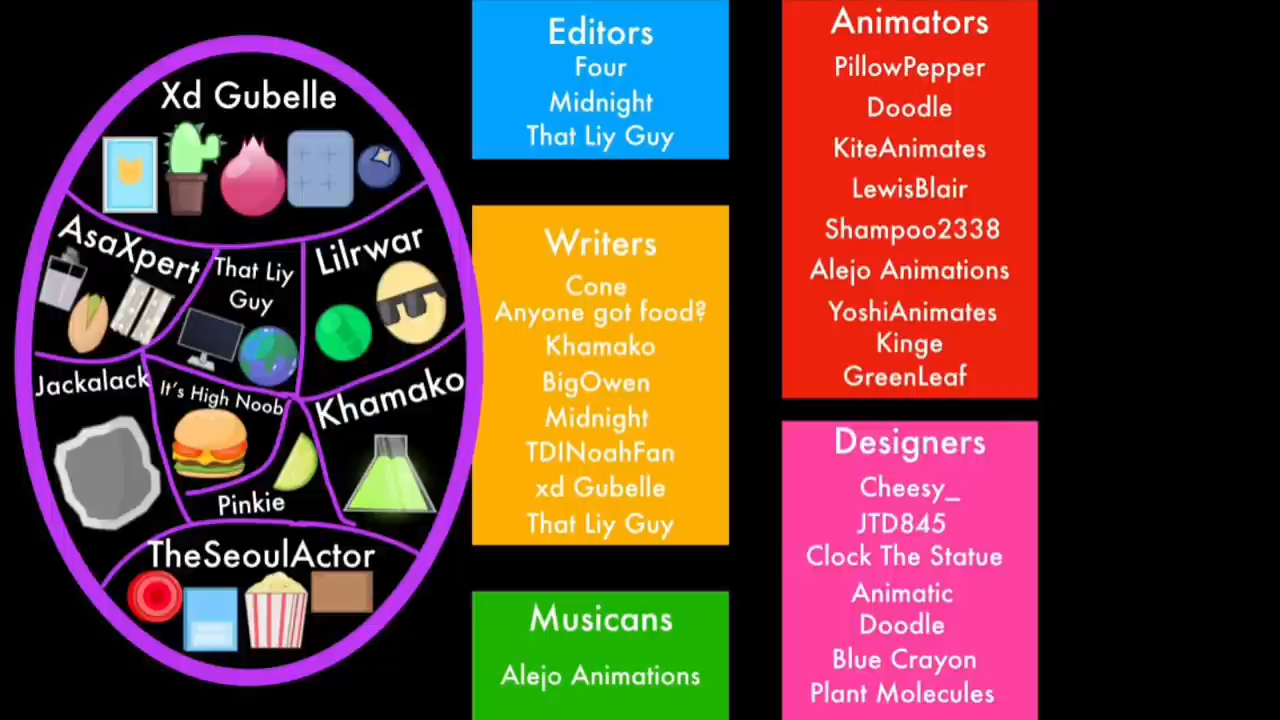 Xd Gubelle
AsaXpert
That Liy
Guy
Lilrwar
Jackalack
It's High Noob
Khamako
Pinkie
TheSeoulActor
Editors
Four
Midnight
That Liy Guy
Writers
Cone
Anyone got food?
Khamako
BigOwen
Midnight
TDINoahFan
xd Gubelle
That Liy Guy
Musicans
Alejo Animations
Animators
PillowPepper
Doodle
KiteAnimates
LewisBlair
Shampoo2338
Alejo Animations
YoshiAnimates
Kinge
GreenLeaf
Designers
Cheesy_
JTD845
Clock The Statue
Animatic
Doodle
Blue Crayon
Plant Molecules